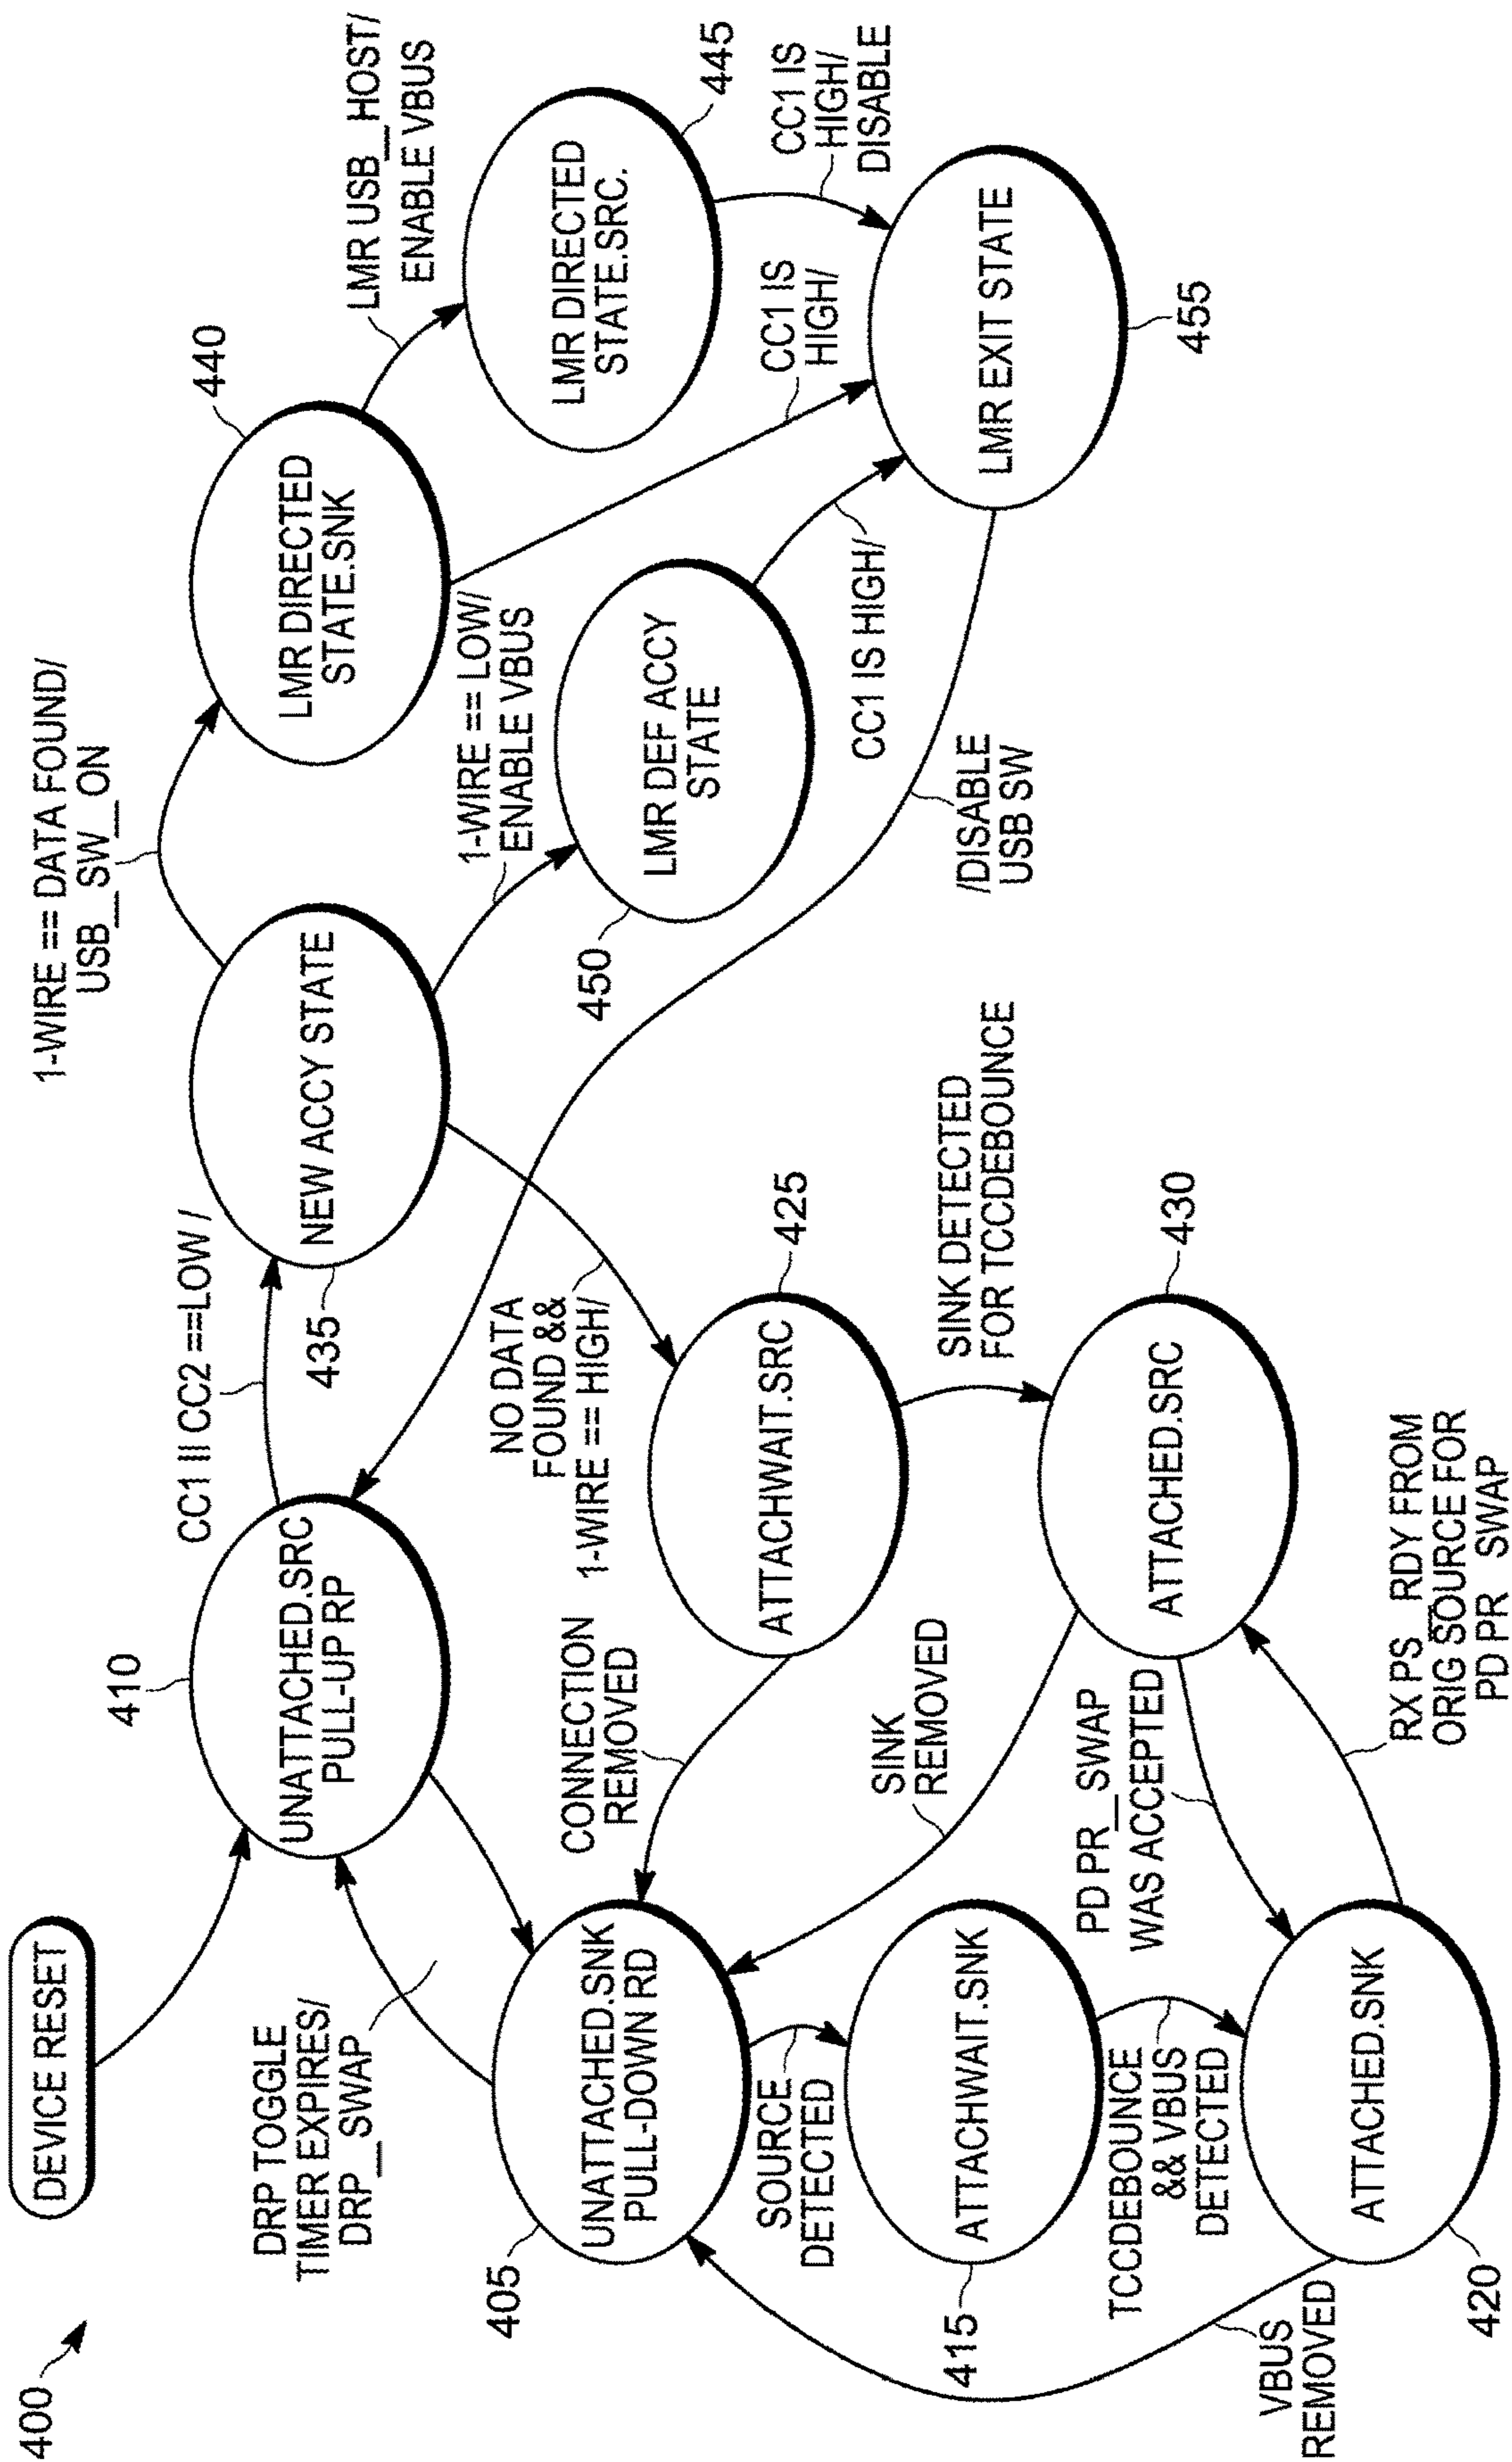 400
DEVICE RESET
DRP TOGGLE
TIMER EXPIRES/
DRP_SWAP
410
UNATTACHED.SRC
PULL-UP RP
CC1 || CC2 ==LOW /
NEW ACCY STATE
435
1-WIRE == DATA FOUND/
USB_SW_ON
440
LMR DIRECTED
STATE.SNK
LMR USB_HOST/
ENABLE VBUS
LMR DIRECTED
STATE.SRC.
445
1-WIRE == LOW/
ENABLE VBUS
LMR DEF ACCY
STATE
450
CC1 IS
HIGH/
CC1 IS
HIGH/
DISABLE
CC1 IS HIGH/
LMR EXIT STATE
455
/DISABLE
USB SW
NO DATA
FOUND &&
1-WIRE == HIGH/
UNATTACHED.SNK
PULL-DOWN RD
405
CONNECTION
REMOVED
ATTACHWAIT.SRC
425
SINK DETECTED
FOR TCCDEBOUNCE
SOURCE
DETECTED
SINK
REMOVED
ATTACHWAIT.SNK
415
ATTACHED.SRC
430
TCCDEBOUNCE
&& VBUS
DETECTED
PD PR_SWAP
WAS ACCEPTED
VBUS
REMOVED
ATTACHED.SNK
420
RX PS_RDY FROM
ORIG SOURCE FOR
PD PR SWAP